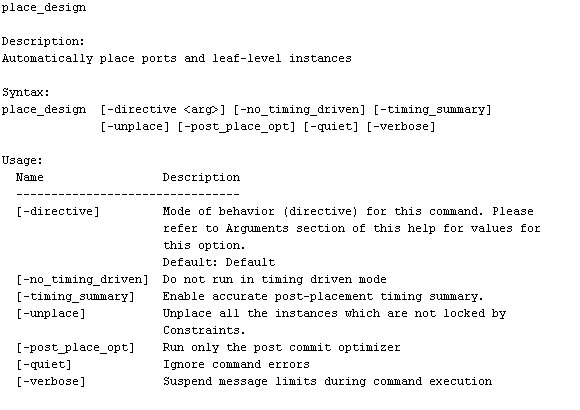 place_design
Description:
Automatically place ports and leaf-level instances
Syntax:
place_design [-directive <arg>] [-no_timing_driven] [-timing_summary]
[-unplace] [-post_place_opt] [-quiet] [-verbose]
Usage:
Name Description
--------------------------------
[-directive] Mode of behavior (directive) for this command. Please
refer to Arguments section of this help for values for
this option.
Default: Default
[-no_timing_driven] Do not run in timing driven mode
[-timing_summary] Enable accurate post-placement timing summary.
[-unplace] Unplace all the instances which are not locked by
Constraints.
[-post_place_opt] Run only the post commit optimizer
[-quiet] Ignore command errors
[-verbose] Suspend message limits during command execution